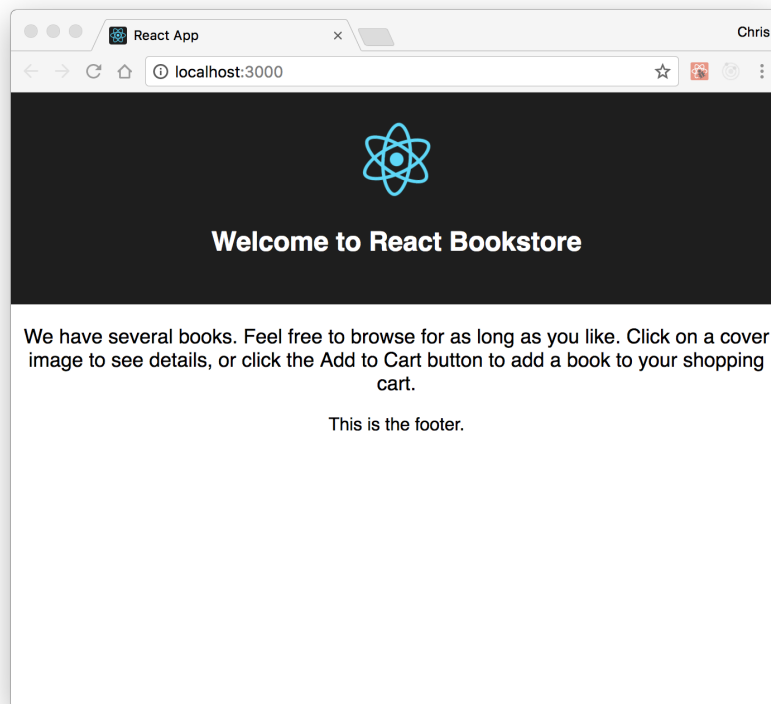 React App
Chris
localhost:3000
Welcome to React Bookstore
We have several books. Feel free to browse for as long as you like. Click on a cover
image to see details, or click the Add to Cart button to add a book to your shopping
cart.
This is the footer.